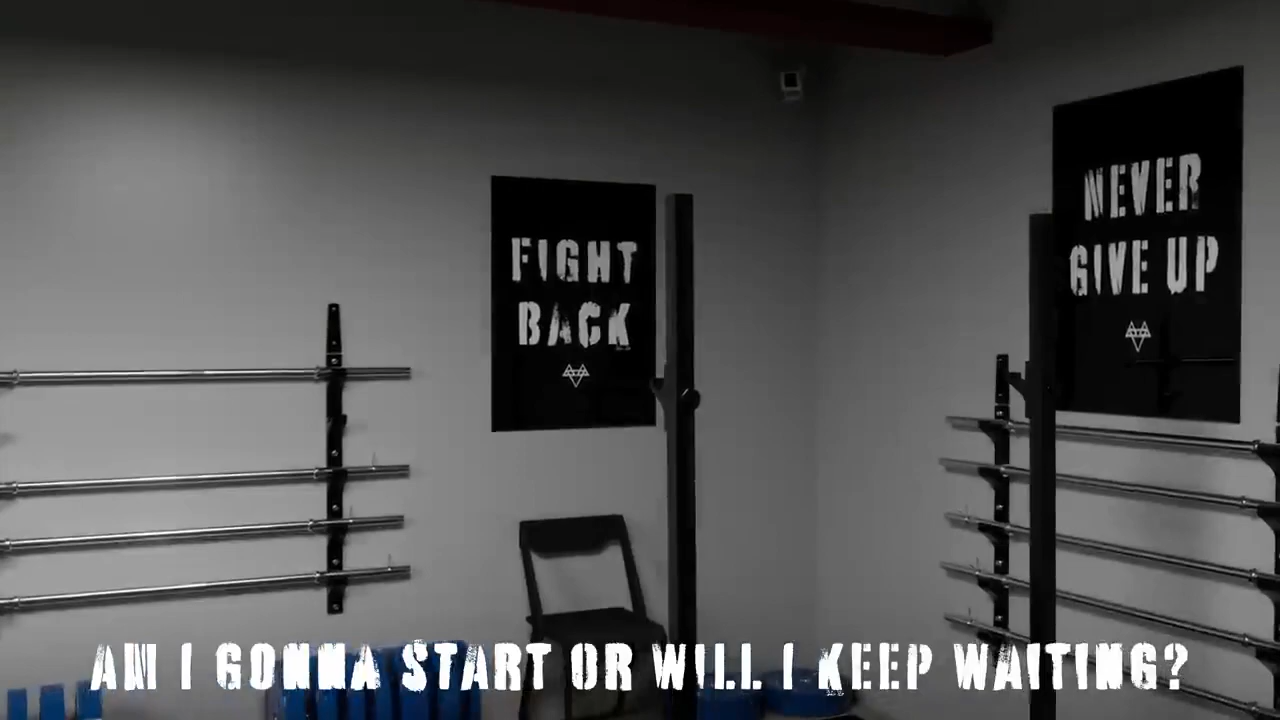 FIGHT
BACK
NEVER
GIVE UP
AM I GONNA START OR WILL I KEEP WAITING?